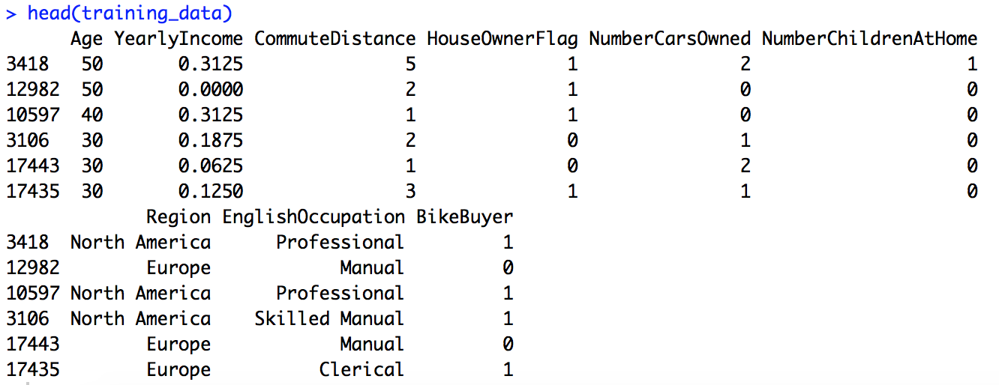 > head(training_data)
      Age YearlyIncome CommuteDistance HouseOwnerFlag NumberCarsOwned NumberChildrenAtHome
3418   50       0.3125               5              1               2                    1
12982  50       0.0000               2              1               0                    0
10597  40       0.3125               1              1               0                    0
3106   30       0.1875               2              0               1                    0
17443  30       0.0625               1              0               2                    0
17435  30       0.1250               3              1               1                    0
             Region EnglishOccupation BikeBuyer
3418  North America      Professional         1
12982        Europe            Manual         0
10597 North America      Professional         1
3106  North America    Skilled Manual         1
17443        Europe            Manual         0
17435        Europe          Clerical         1